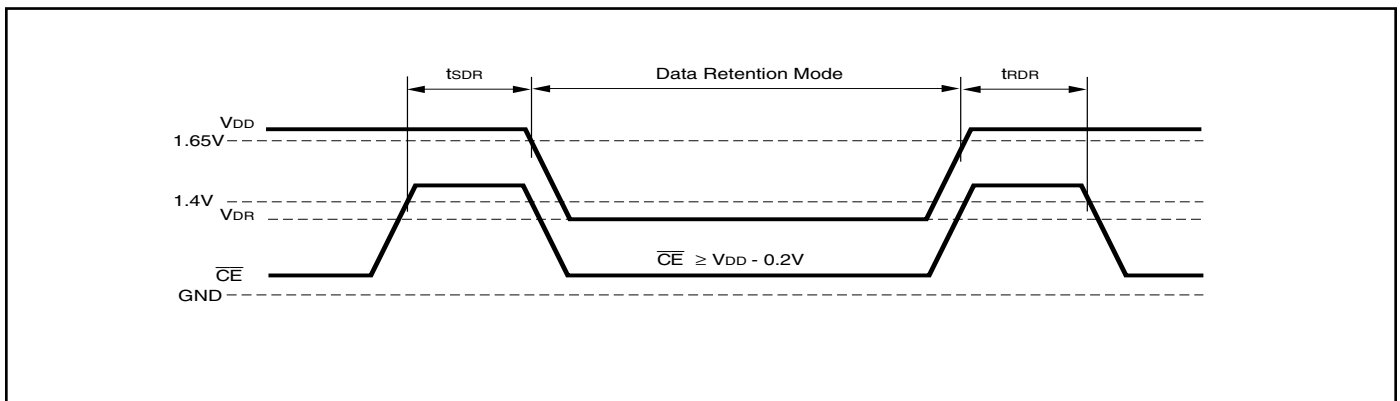 tSDR Data Retention Mode tRDR
VDD
1.65V
1.4V
VDR
CE ≥ VDD - 0.2V
CE
GND